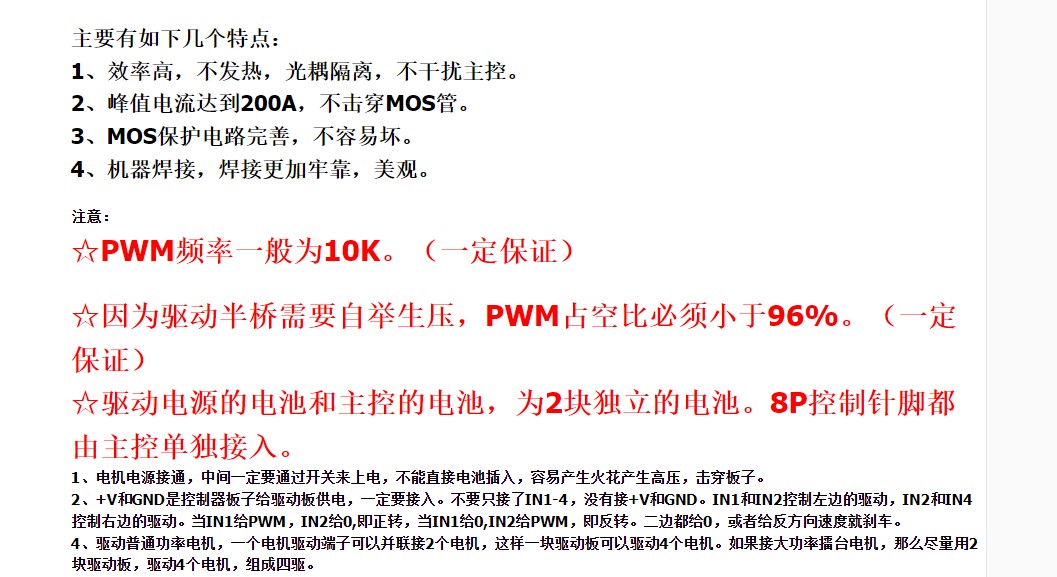 主要有如下几个特点：
1、效率高，不发热，光耦隔离，不干扰主控。
2、峰值电流达到200A，不击穿MOS管。
3、MOS保护电路完善，不容易坏。
4、机器焊接，焊接更加牢靠，美观。
注意：
☆PWM频率一般为10K。（一定保证）
☆因为驱动半桥需要自举生压，PWM占空比必须小于96%。（一定
保证）
☆驱动电源的电池和主控的电池，为2块独立的电池。8P控制针脚都
由主控单独接入。
1、电机电源接通，中间一定要通过开关来上电，不能直接电池插入，容易产生火花产生高压，击穿板子。
2、+V和GND是控制器板子给驱动板供电，一定要接入。不要只接了IN1-4，没有接+V和GND。IN1和IN2控制左边的驱动，IN2和IN4
控制右边的驱动。当IN1给PWM，IN2给0,即正转，当IN1给0,IN2给PWM，即反转。二边都给0，或者给反方向速度就刹车。
4、驱动普通功率电机，一个电机驱动端子可以并联接2个电机，这样一块驱动板可以驱动4个电机。如果接大功率擂台电机，那么尽量用2
块驱动板，驱动4个电机，组成四驱。